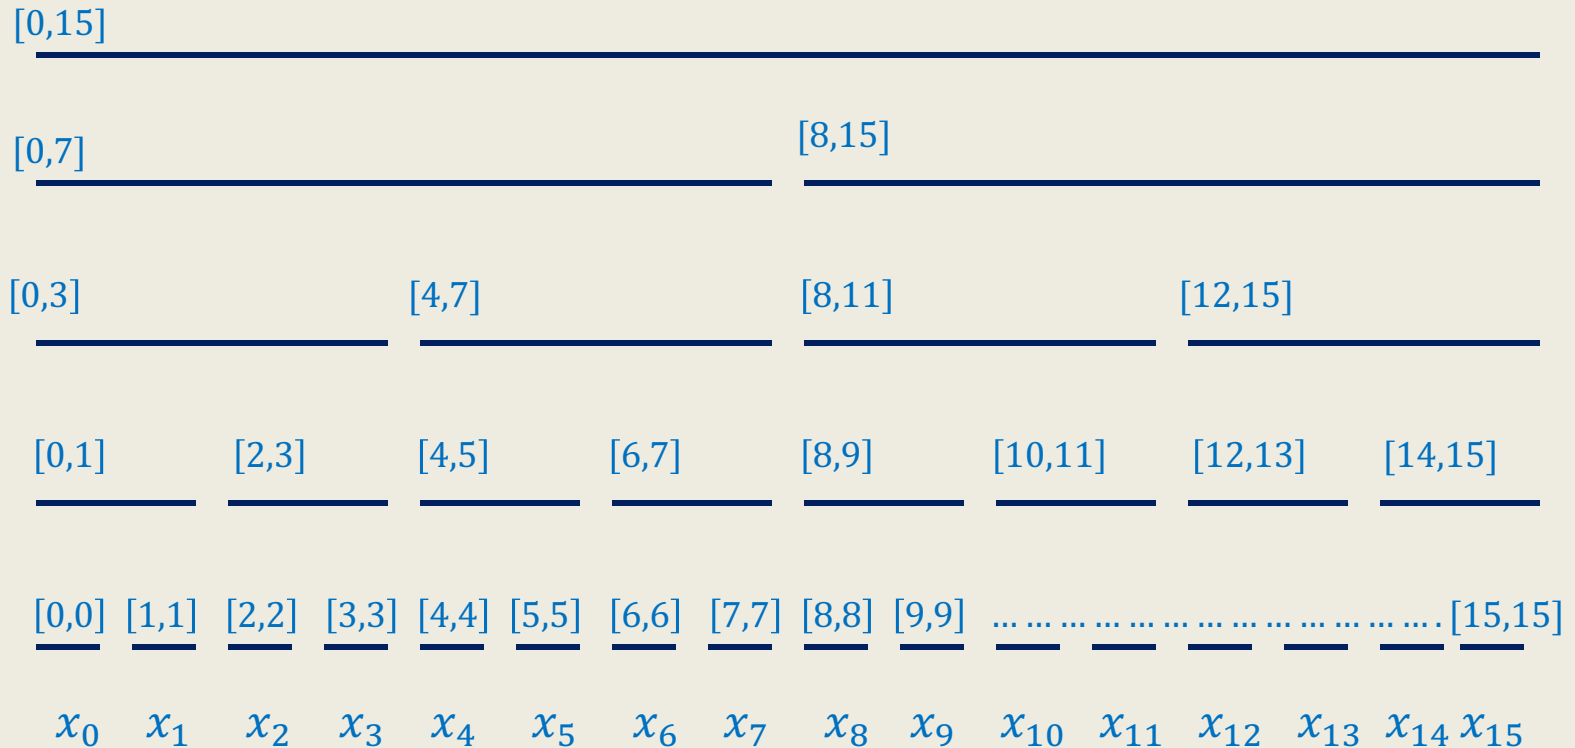 [0,15]
[0,7] [8,15]
[0,3] [4,7] [8,11] [12,15]
[0,1] [2,3] [4,5] [6,7] [8,9] [10,11] [12,13] [14,15]
[0,0] [1,1] [2,2] [3,3] [4,4] [5,5] [6,6] [7,7] [8,8] [9,9] … … … … … … … … … … … … … . [15,15]
x₀ x₁ x₂ x₃ x₄ x₅ x₆ x₇ x₈ x₉ x₁₀ x₁₁ x₁₂ x₁₃ x₁₄ x₁₅